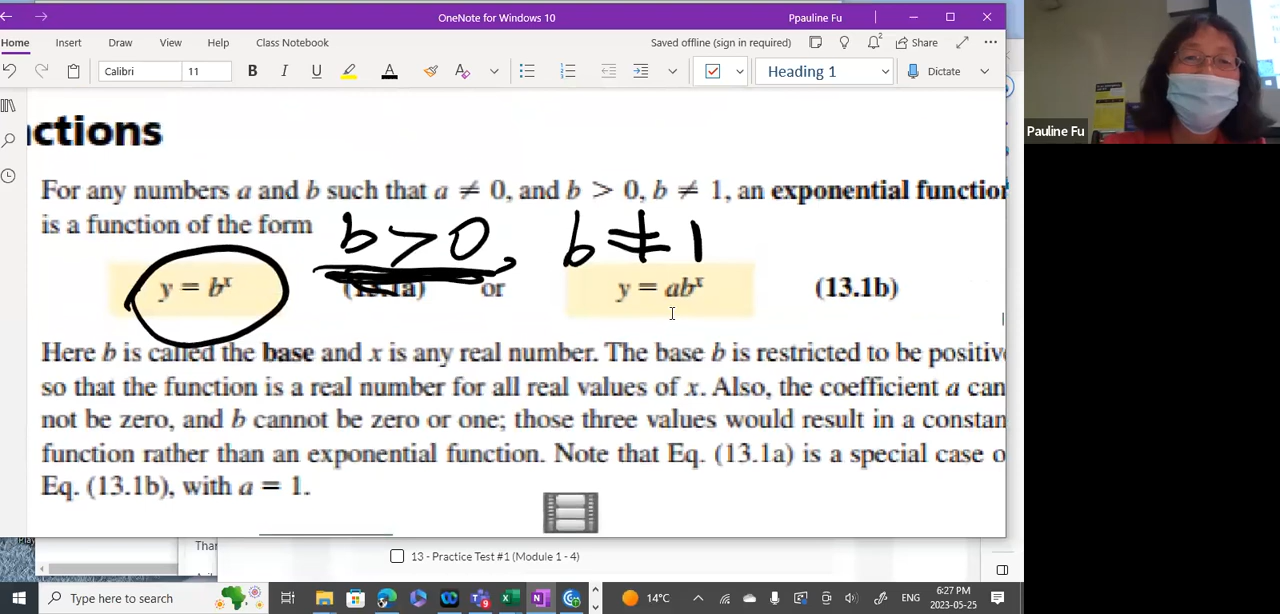 OneNote for Windows 10
Ppauline Fu
Home Insert Draw View Help Class Notebook
Saved offline (sign in required)
Share
Calibri 11 B I U A Heading 1 Dictate
ctions
For any numbers a and b such that a ≠ 0, and b > 0, b ≠ 1, an exponential function
is a function of the form
b > 0, b ≠ 1
y = bˣ (13.1a) or y = abˣ (13.1b)
Here b is called the base and x is any real number. The base b is restricted to be positiv
so that the function is a real number for all real values of x. Also, the coefficient a can
not be zero, and b cannot be zero or one; those three values would result in a constan
function rather than an exponential function. Note that Eq. (13.1a) is a special case o
Eq. (13.1b), with a = 1.
Than
13 - Practice Test #1 (Module 1 - 4)
Type here to search
14°C
ENG
6:27 PM
2023-05-25
Pauline Fu